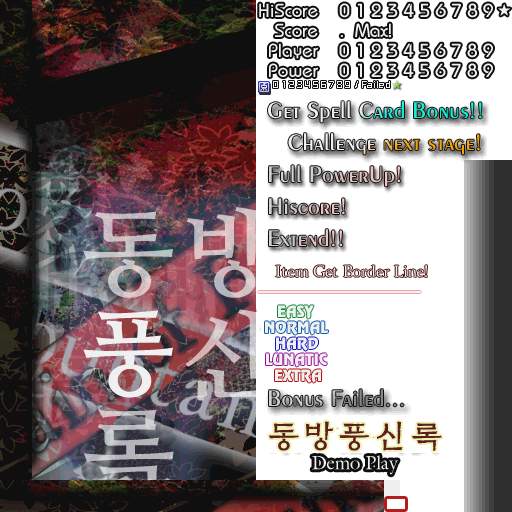 HiScore 0123456789★
Score . Max!
Player 0123456789
Power 0123456789
0123456789/Failed★
Get Spell Card Bonus!!
Challenge next stage!
Full PowerUp!
Hiscore!
Extend!!
Item Get Border Line!
EASY
NORMAL
HARD
LUNATIC
EXTRA
Bonus Failed...
동방풍신록
Demo Play
동풍록
방신